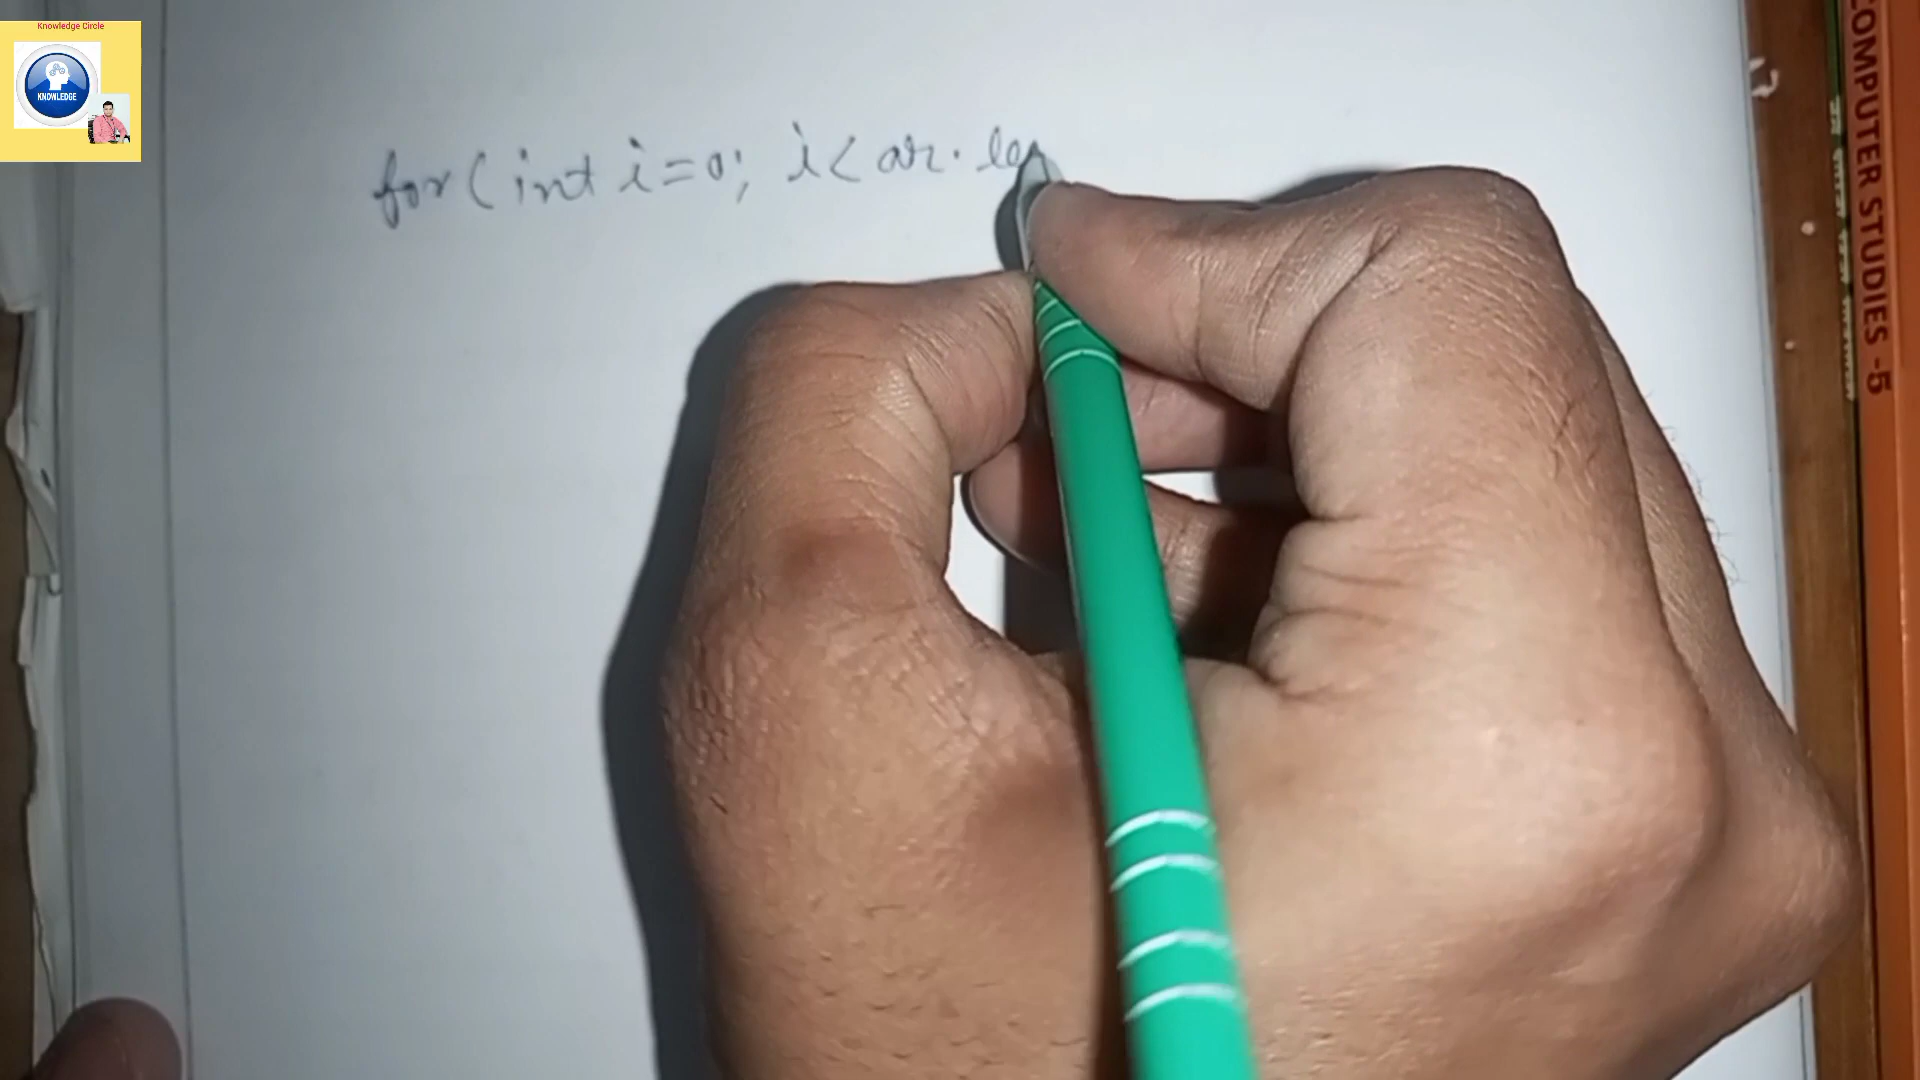 Knowledge Circle
KNOWLEDGE
for(int i=0; i<ar.le
COMPUTER STUDIES -5